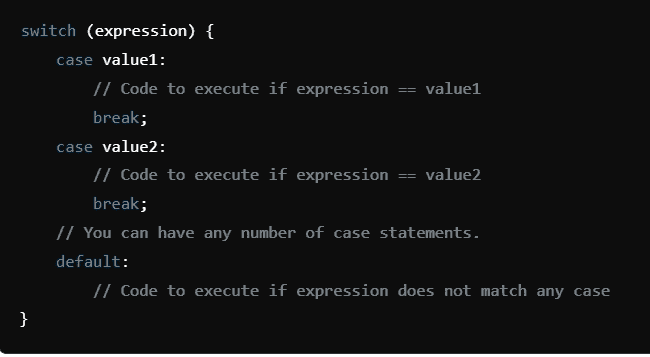 switch (expression) {
    case value1:
        // Code to execute if expression == value1
        break;
    case value2:
        // Code to execute if expression == value2
        break;
    // You can have any number of case statements.
    default:
        // Code to execute if expression does not match any case
}